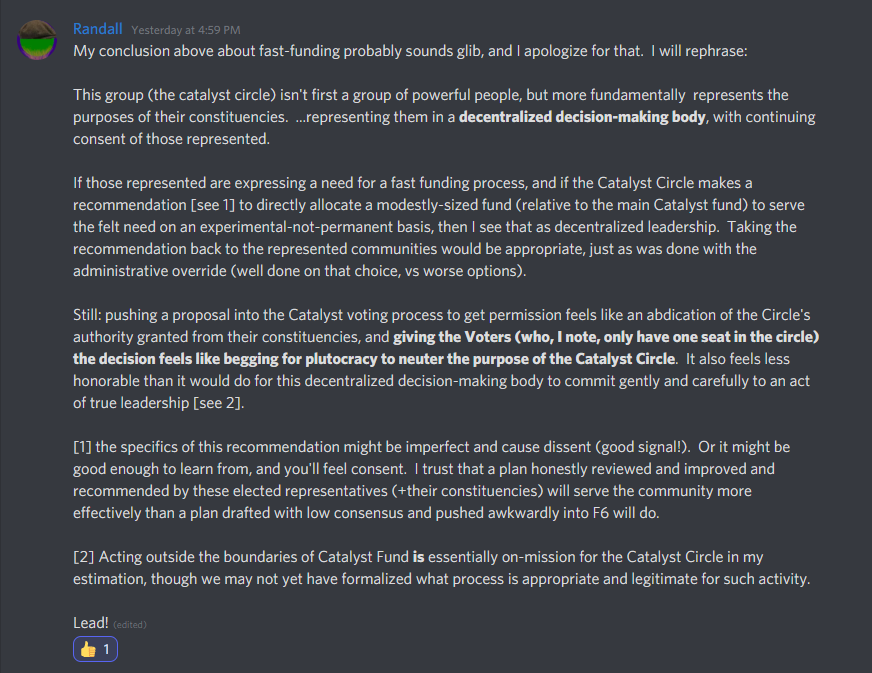 Randall Yesterday at 4:59 PM
My conclusion above about fast-funding probably sounds glib, and I apologize for that. I will rephrase:
This group (the catalyst circle) isn't first a group of powerful people, but more fundamentally represents the
purposes of their constituencies. ...representing them in a decentralized decision-making body, with continuing
consent of those represented.
If those represented are expressing a need for a fast funding process, and if the Catalyst Circle makes a
recommendation [see 1] to directly allocate a modestly-sized fund (relative to the main Catalyst fund) to serve
the felt need on an experimental-not-permanent basis, then I see that as decentralized leadership. Taking the
recommendation back to the represented communities would be appropriate, just as was done with the
administrative override (well done on that choice, vs worse options).
Still: pushing a proposal into the Catalyst voting process to get permission feels like an abdication of the Circle's
authority granted from their constituencies, and giving the Voters (who, I note, only have one seat in the circle)
the decision feels like begging for plutocracy to neuter the purpose of the Catalyst Circle. It also feels less
honorable than it would do for this decentralized decision-making body to commit gently and carefully to an act
of true leadership [see 2].
[1] the specifics of this recommendation might be imperfect and cause dissent (good signal!). Or it might be
good enough to learn from, and you'll feel consent. I trust that a plan honestly reviewed and improved and
recommended by these elected representatives (+their constituencies) will serve the community more
effectively than a plan drafted with low consensus and pushed awkwardly into F6 will do.
[2] Acting outside the boundaries of Catalyst Fund is essentially on-mission for the Catalyst Circle in my
estimation, though we may not yet have formalized what process is appropriate and legitimate for such activity.
Lead! (edited)
👍 1